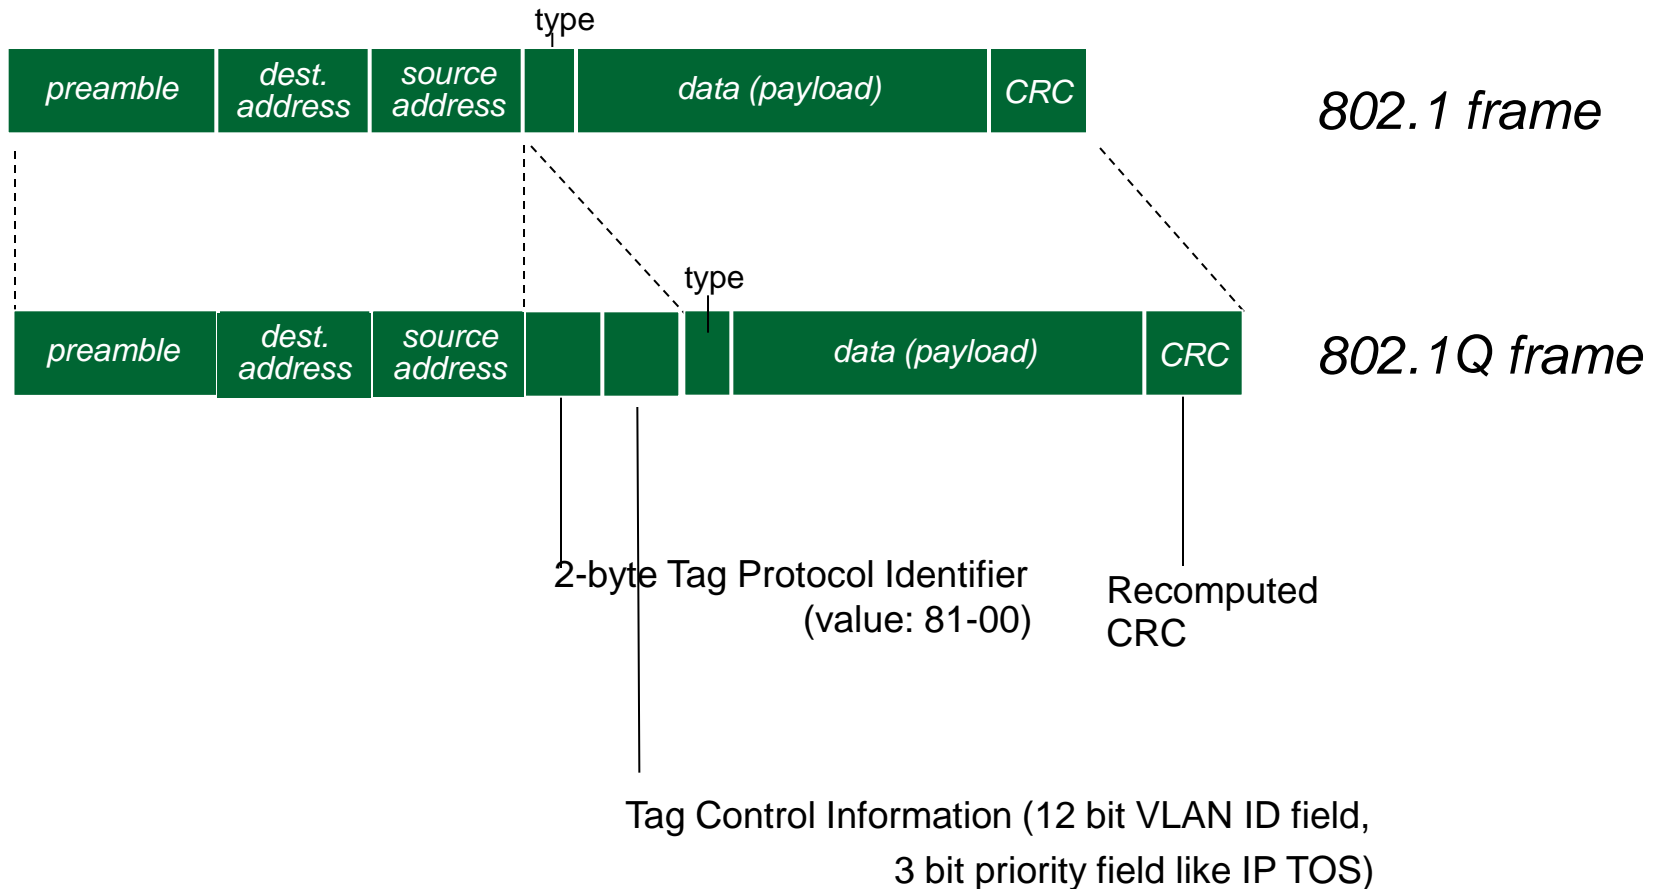 type
preamble
dest.
address
source
address
data (payload)
CRC
802.1 frame
type
preamble
dest.
address
source
address
data (payload)
CRC
802.1Q frame
2-byte Tag Protocol Identifier
(value: 81-00)
Recomputed
CRC
Tag Control Information (12 bit VLAN ID field,
3 bit priority field like IP TOS)